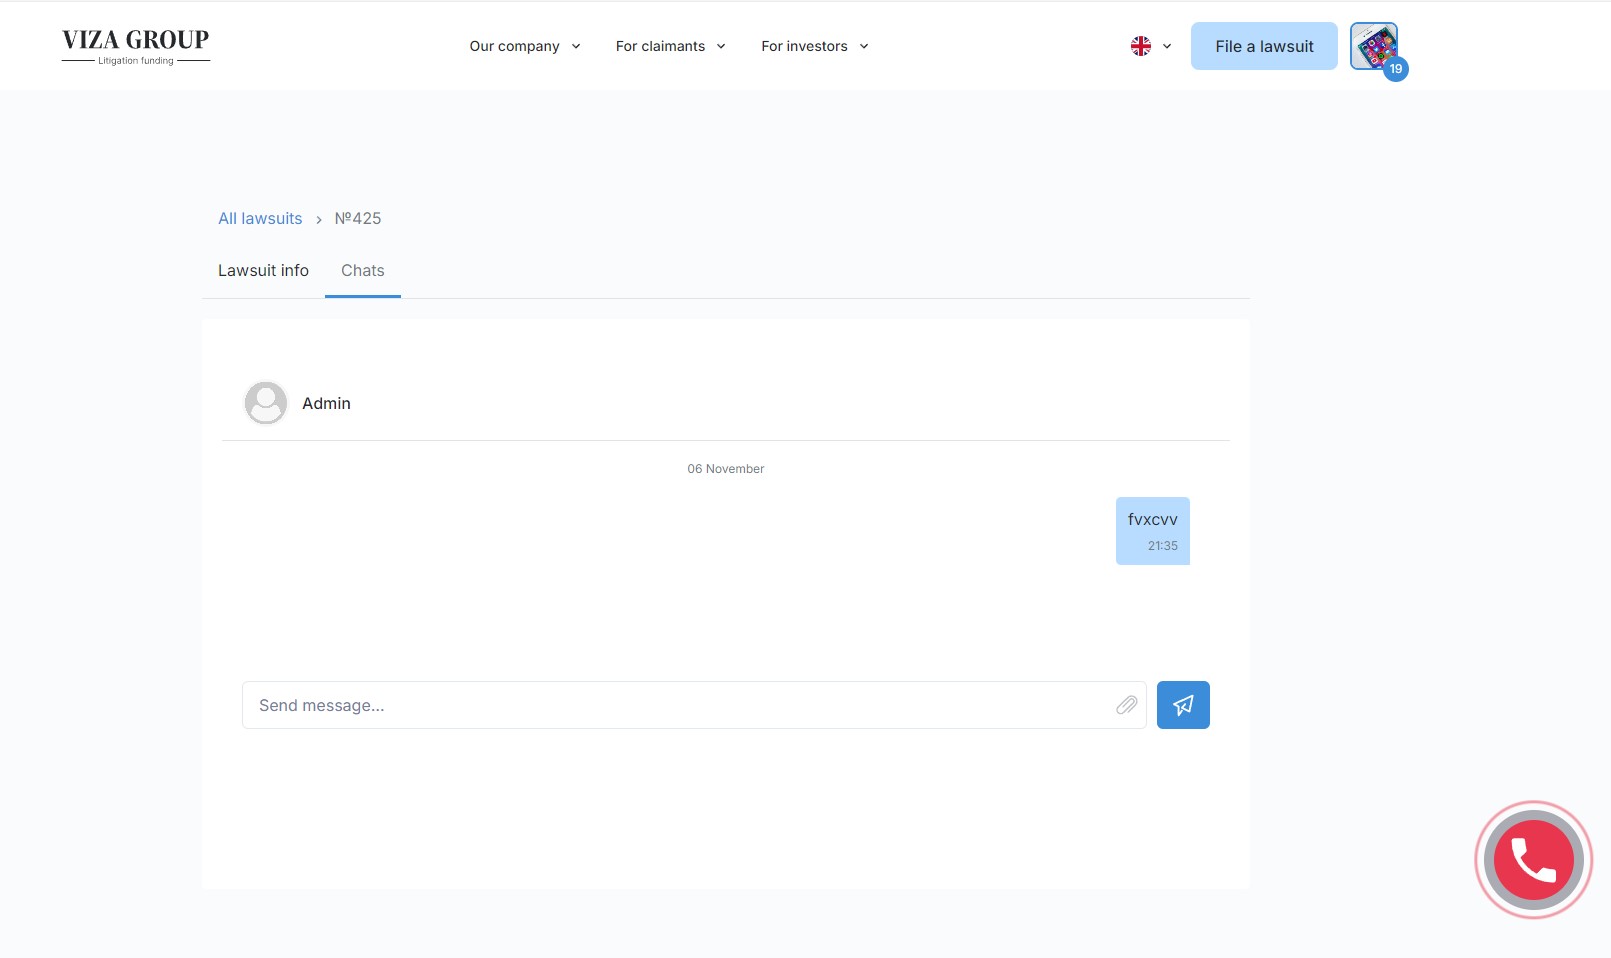 VIZA GROUP
Litigation funding
Our company
For claimants
For investors
File a lawsuit
19
All lawsuits > №425
Lawsuit info
Chats
Admin
06 November
fvxcvv
21:35
Send message...